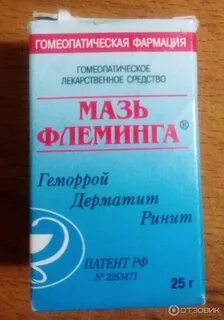 ГОМЕОПАТИЧЕСКАЯ ФАРМАЦИЯ
ГОМЕОПАТИЧЕСКОЕ
ЛЕКАРСТВЕННОЕ СРЕДСТВО
МАЗЬ
ФЛЕМИНГА®
Геморрой
Дерматит
Ринит
ПАТЕНТ РФ
№ 2253471
25 г
ОТЗОВИК